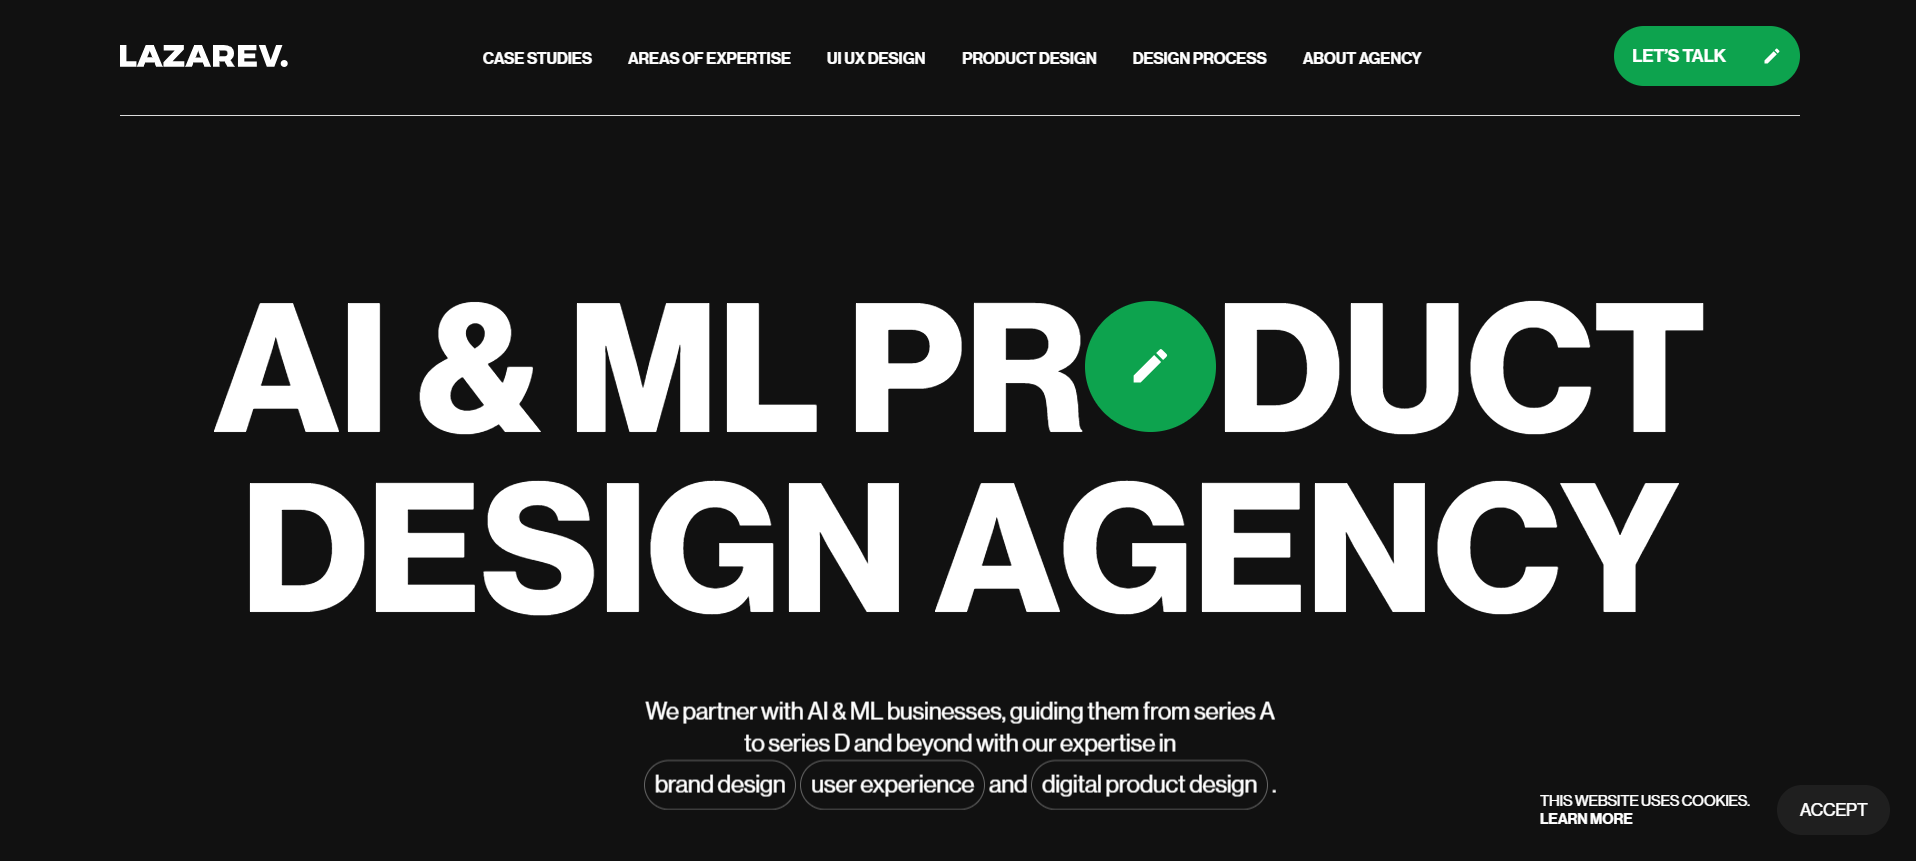 LAZAREV.
CASE STUDIES
AREAS OF EXPERTISE
UI UX DESIGN
PRODUCT DESIGN
DESIGN PROCESS
ABOUT AGENCY
LET'S TALK
AI & ML PRODUCT
DESIGN AGENCY
We partner with AI & ML businesses, guiding them from series A
to series D and beyond with our expertise in
brand design user experience and digital product design .
THIS WEBSITE USES COOKIES.
LEARN MORE
ACCEPT